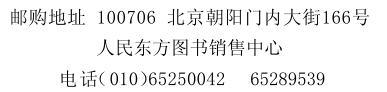 邮购地址 100706 北京朝阳门内大街166号
人民东方图书销售中心
电话(010)65250042 65289539